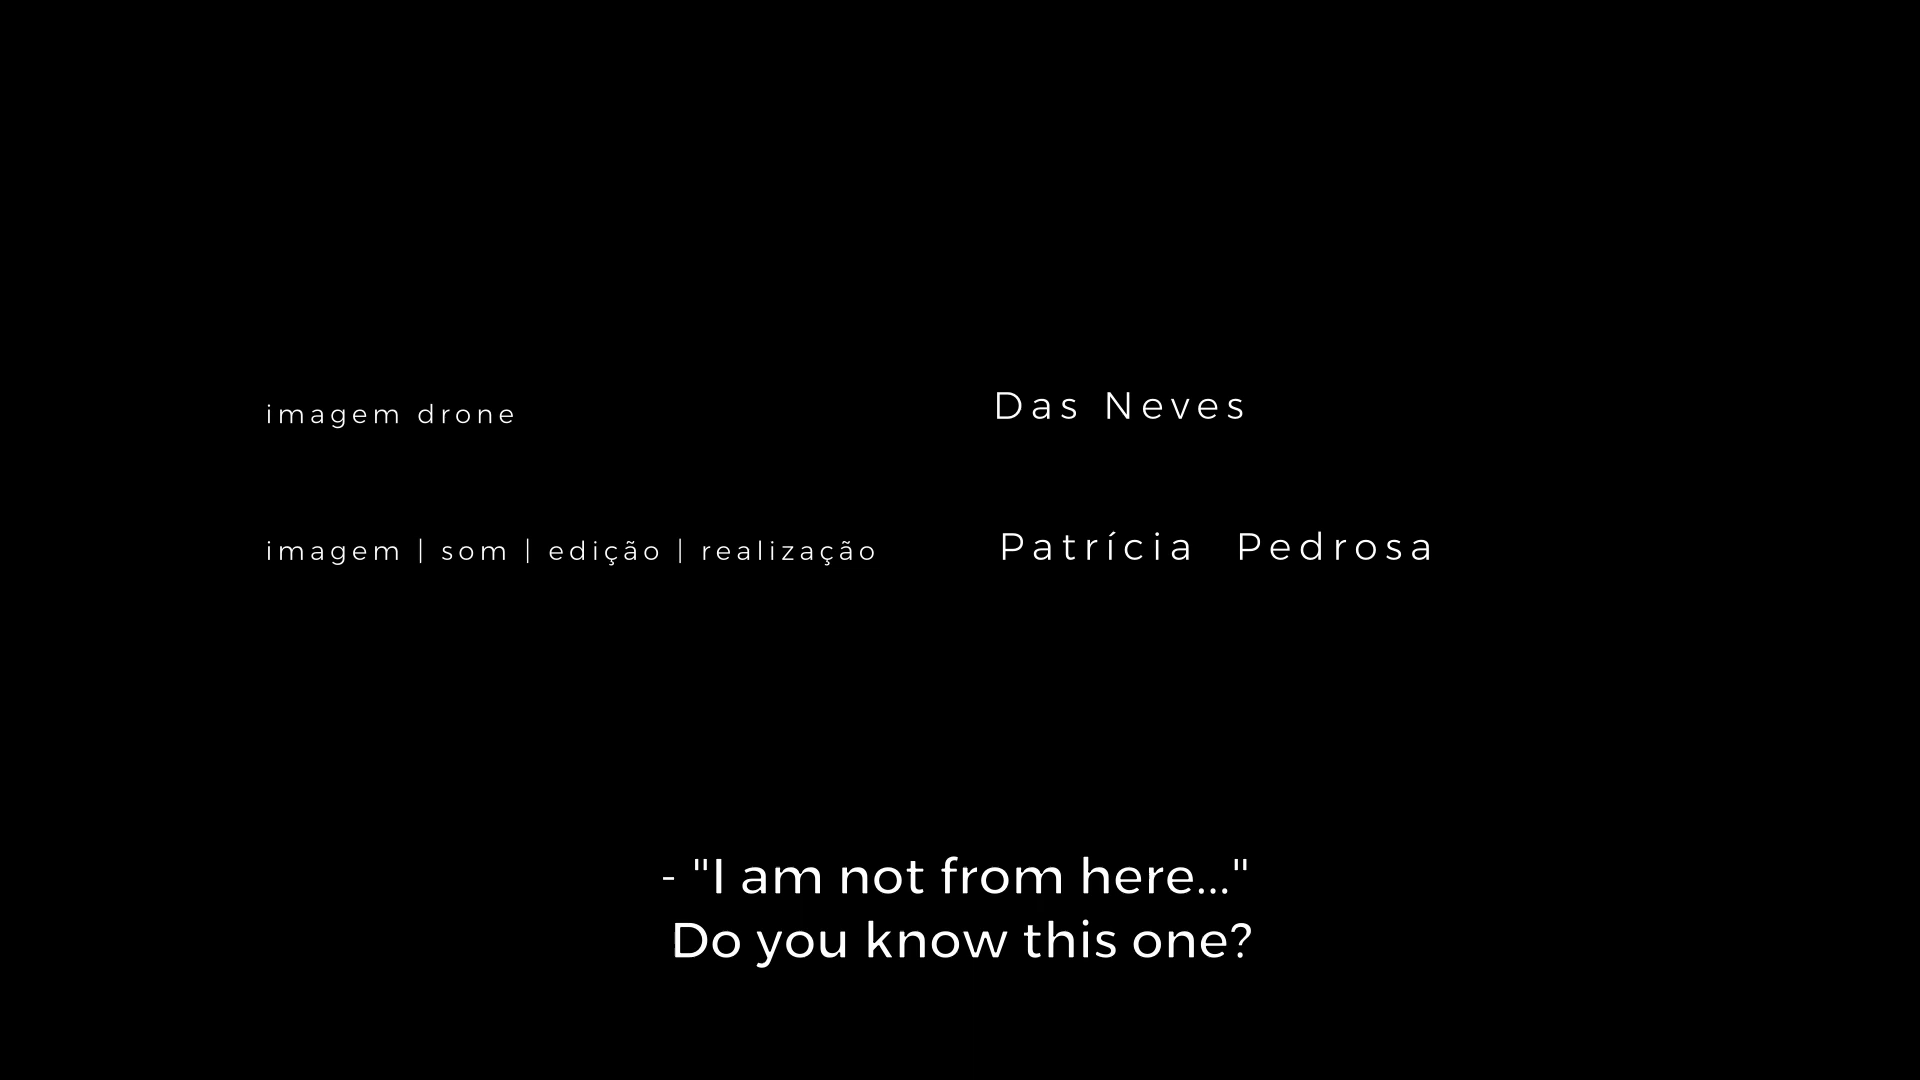 imagem drone Das Neves
imagem | som | edição | realização Patrícia Pedrosa
- "I am not from here..."
Do you know this one?